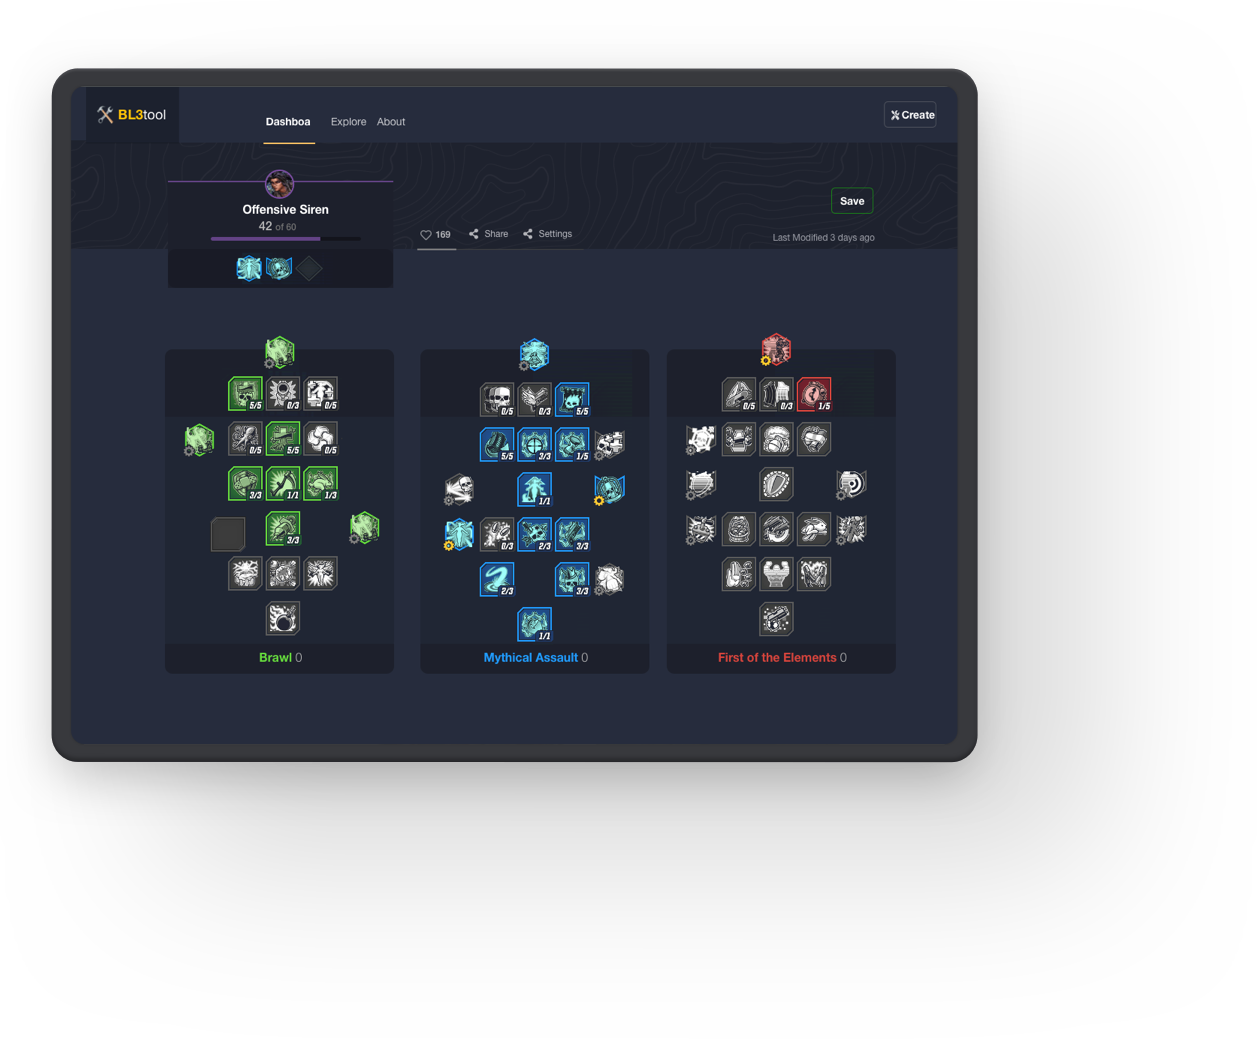 BL3tool
Dashboa Explore About
Create
Offensive Siren
42 of 60
169 Share Settings
Save
Last Modified 3 days ago
5/5 0/3 0/5
0/5 5/5 0/5
3/3 1/1 1/3
3/3
Brawl 0
0/5 0/3 5/5
5/5 3/3 1/5
1/1
0/3 2/3 3/3
2/3 3/3
1/1
Mythical Assault 0
0/5 0/3 1/5
First of the Elements 0